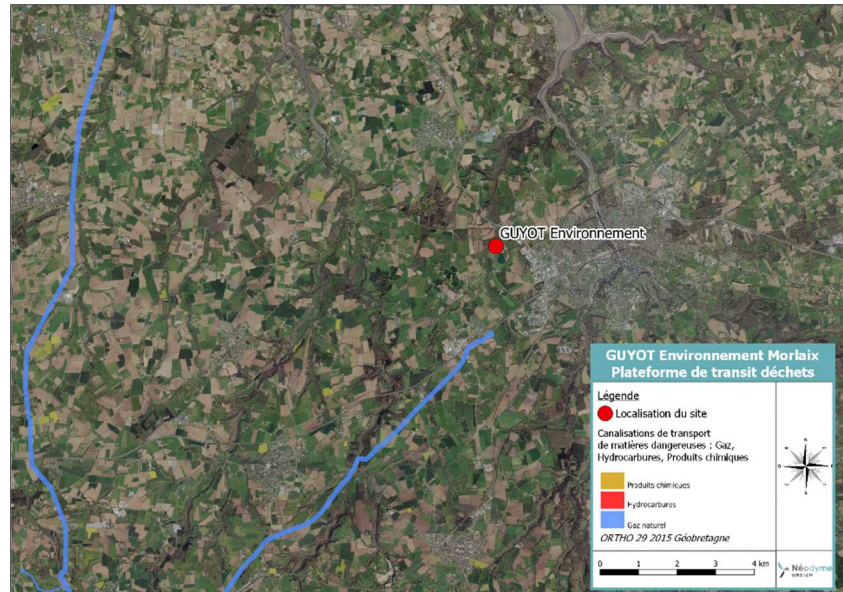 GUYOT Environnement
GUYOT Environnement Morlaix
Plateforme de transit déchets
Légende
Localisation du site
Canalisations de transport
de matières dangereuses : Gaz,
Hydrocarbures, Produits chimiques
Produits chimiques
Hydrocarbures
Gaz naturel
ORTHO 29 2015 Géobretagne
0 1 2 3 4 km
Néodyme